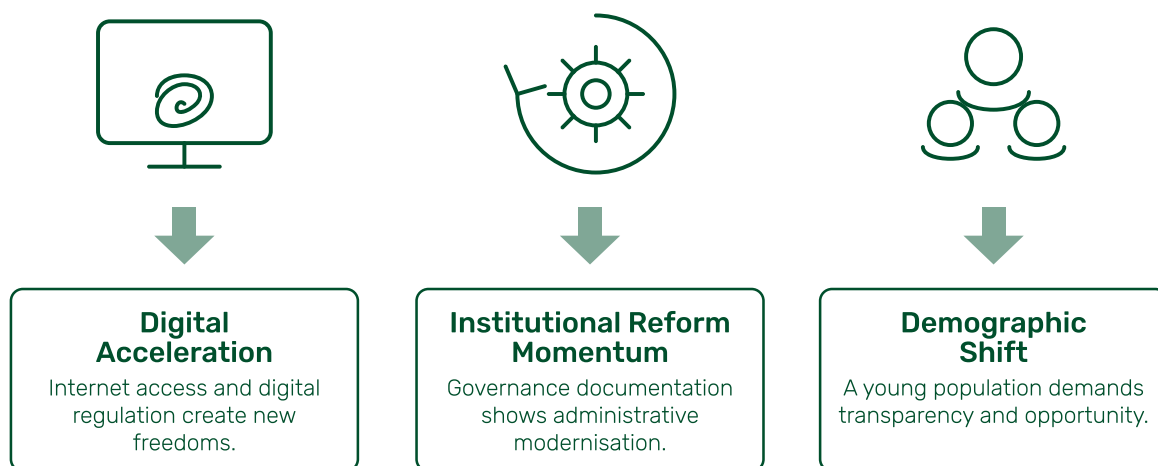 Digital
Acceleration
Internet access and digital
regulation create new
freedoms.
Institutional Reform
Momentum
Governance documentation
shows administrative
modernisation.
Demographic
Shift
A young population demands
transparency and opportunity.